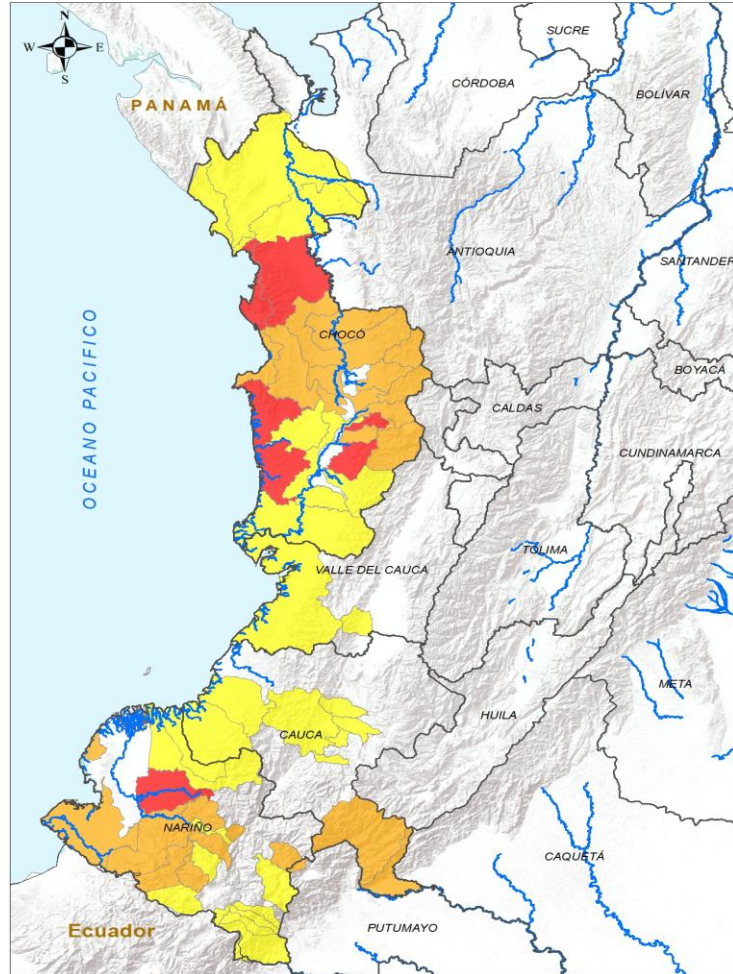 N
W E
S
SUCRE
CÓRDOBA
BOLÍVAR
PANAMÁ
ANTIOQUIA
SANTANDER
OCEANO PACIFICO
CHOCÓ
BOYACÁ
CALDAS
CUNDINAMARCA
TOLIMA
VALLE DEL CAUCA
META
HUILA
CAUCA
NARIÑO
CAQUETÁ
Ecuador
PUTUMAYO